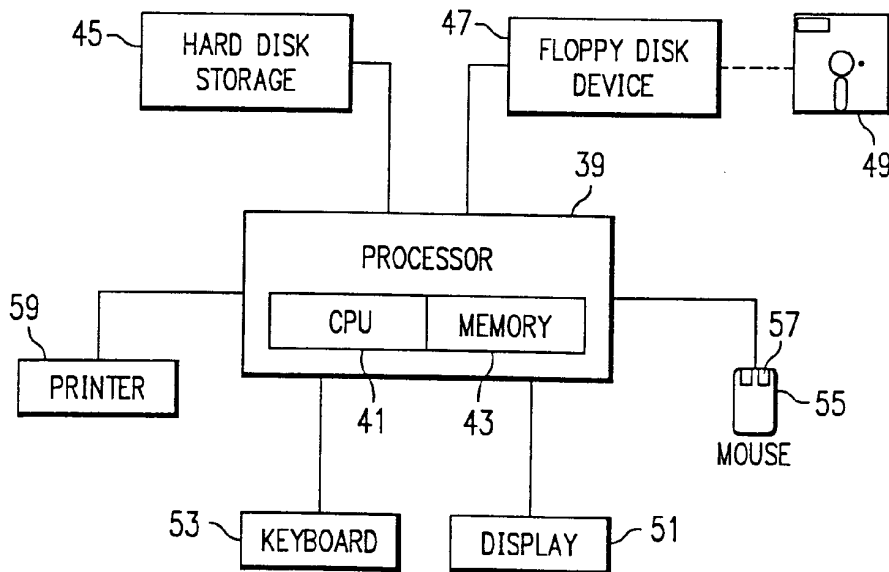 45
HARD DISK
STORAGE
47
FLOPPY DISK
DEVICE
49
39
PROCESSOR
CPU
MEMORY
41
43
59
PRINTER
57
55
MOUSE
53
KEYBOARD
DISPLAY
51